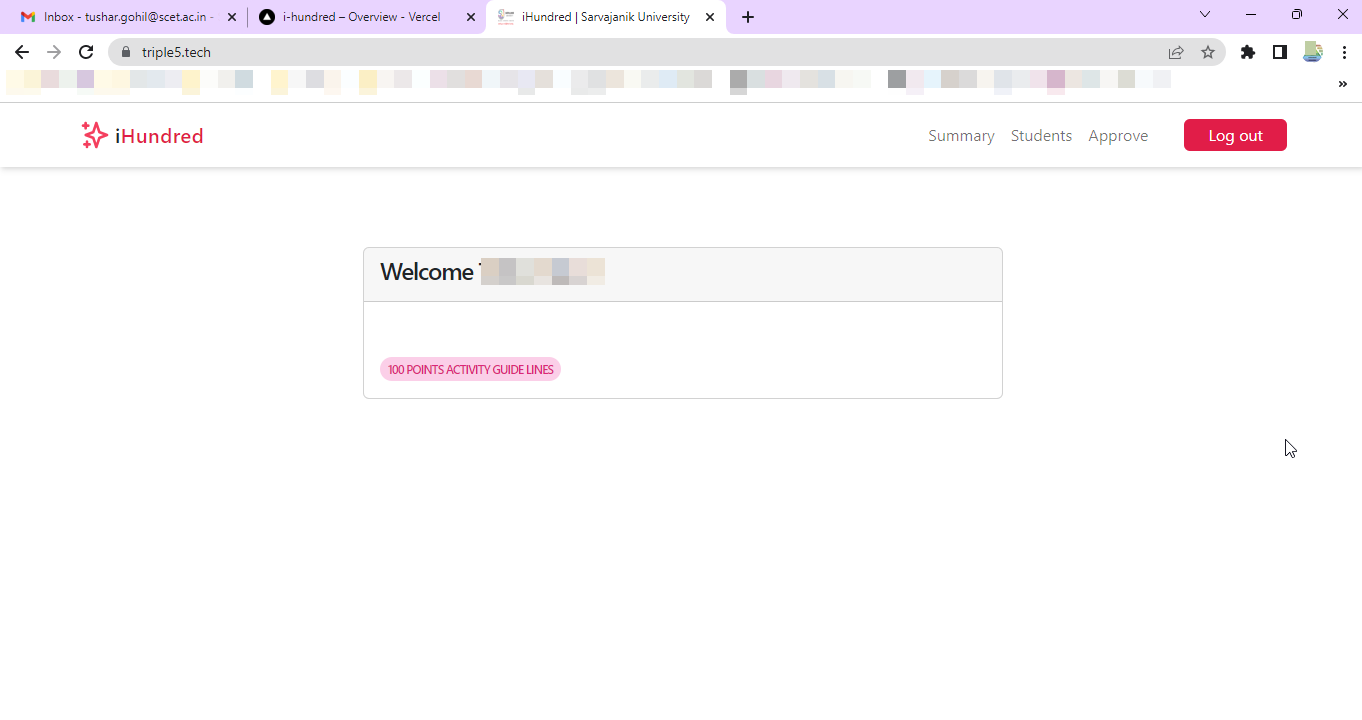 Inbox - tushar.gohil@scet.ac.in -
i-hundred – Overview - Vercel
iHundred | Sarvajanik University
triple5.tech
iHundred
Summary Students Approve Log out
Welcome
100 POINTS ACTIVITY GUIDE LINES